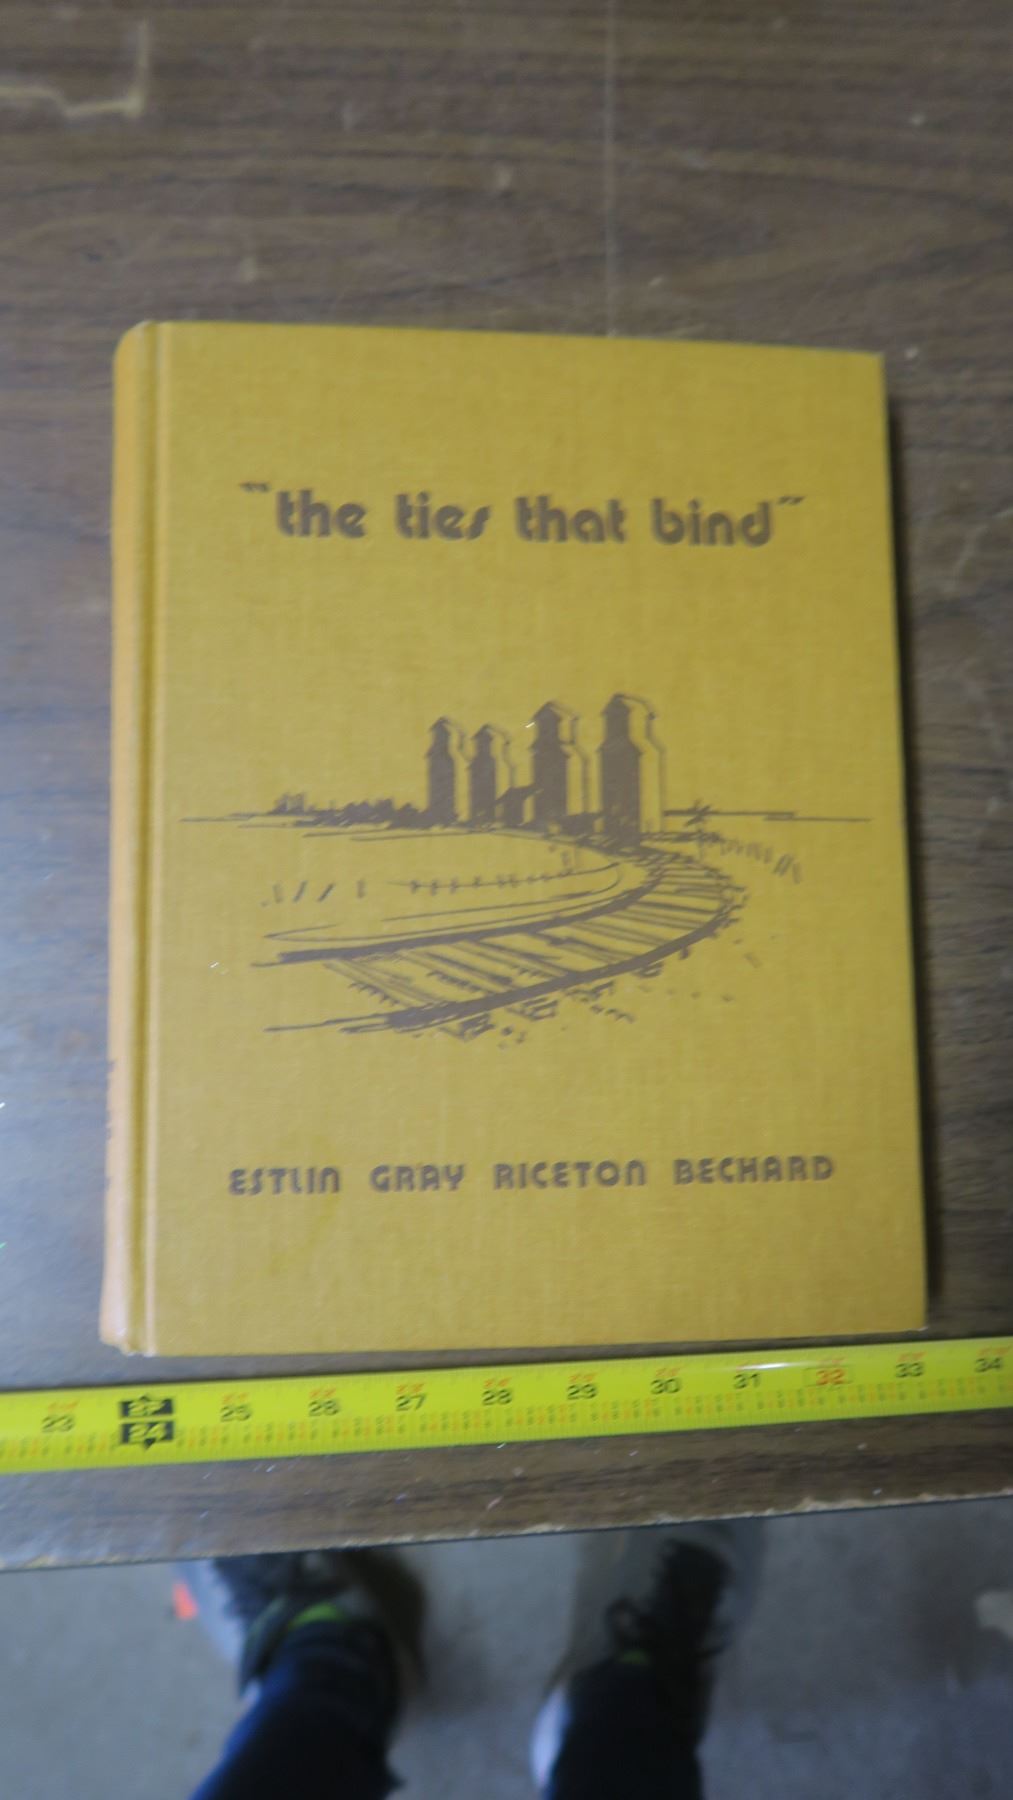 "the ties that bind"
ESTLIN GRAY RICETON BECHARD
23 24 25 26 27 28 29 30 31 32 33 34